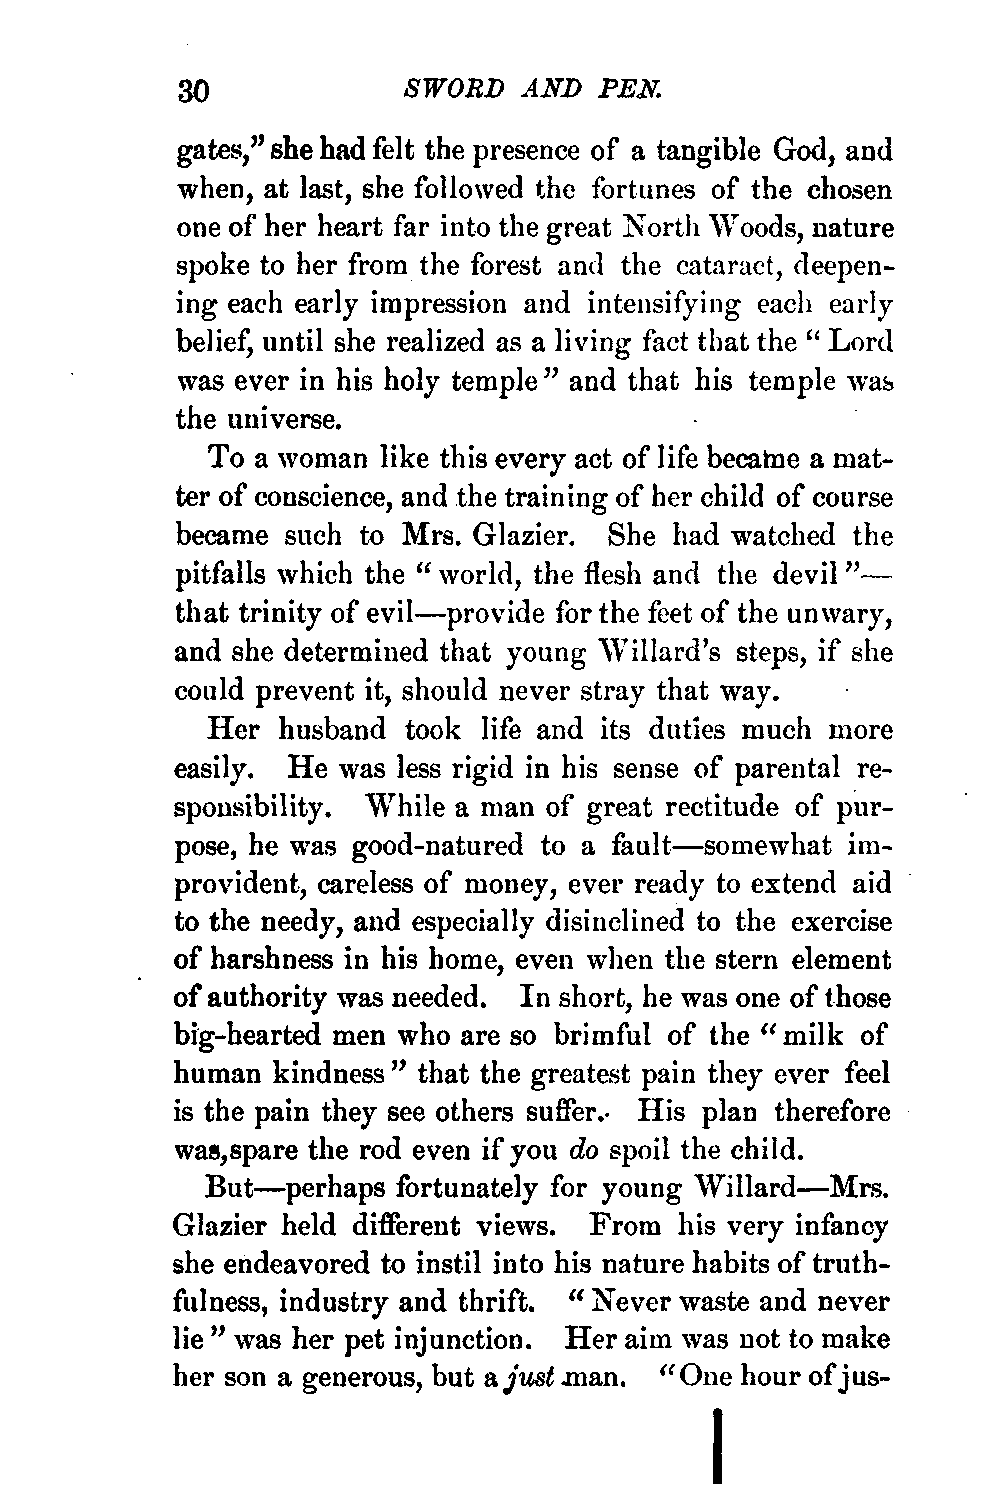 30 SWORD AND PEN.
gates," she had felt the presence of a tangible God, and
when, at last, she followed the fortunes of the chosen
one of her heart far into the great North Woods, nature
spoke to her from the forest and the cataract, deepen-
ing each early impression and intensifying each early
belief, until she realized as a living fact that the "Lord
was ever in his holy temple" and that his temple was
the universe.
To a woman like this every act of life became a mat-
ter of conscience, and the training of her child of course
became such to Mrs. Glazier. She had watched the
pitfalls which the "world, the flesh and the devil"—
that trinity of evil—provide for the feet of the unwary,
and she determined that young Willard's steps, if she
could prevent it, should never stray that way.
Her husband took life and its duties much more
easily. He was less rigid in his sense of parental re-
sponsibility. While a man of great rectitude of pur-
pose, he was good-natured to a fault—somewhat im-
provident, careless of money, ever ready to extend aid
to the needy, and especially disinclined to the exercise
of harshness in his home, even when the stern element
of authority was needed. In short, he was one of those
big-hearted men who are so brimful of the "milk of
human kindness" that the greatest pain they ever feel
is the pain they see others suffer. His plan therefore
was, spare the rod even if you do spoil the child.
But—perhaps fortunately for young Willard—Mrs.
Glazier held different views. From his very infancy
she endeavored to instil into his nature habits of truth-
fulness, industry and thrift. "Never waste and never
lie" was her pet injunction. Her aim was not to make
her son a generous, but a just man. "One hour of jus-